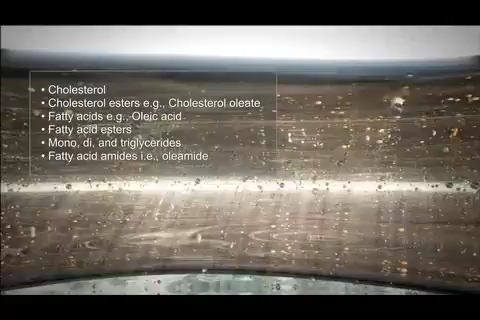 • Cholesterol
• Cholesterol esters e.g., Cholesterol oleate
• Fatty acids e.g., Oleic acid
• Fatty acid esters
• Mono, di, and triglycerides
• Fatty acid amides i.e., oleamide